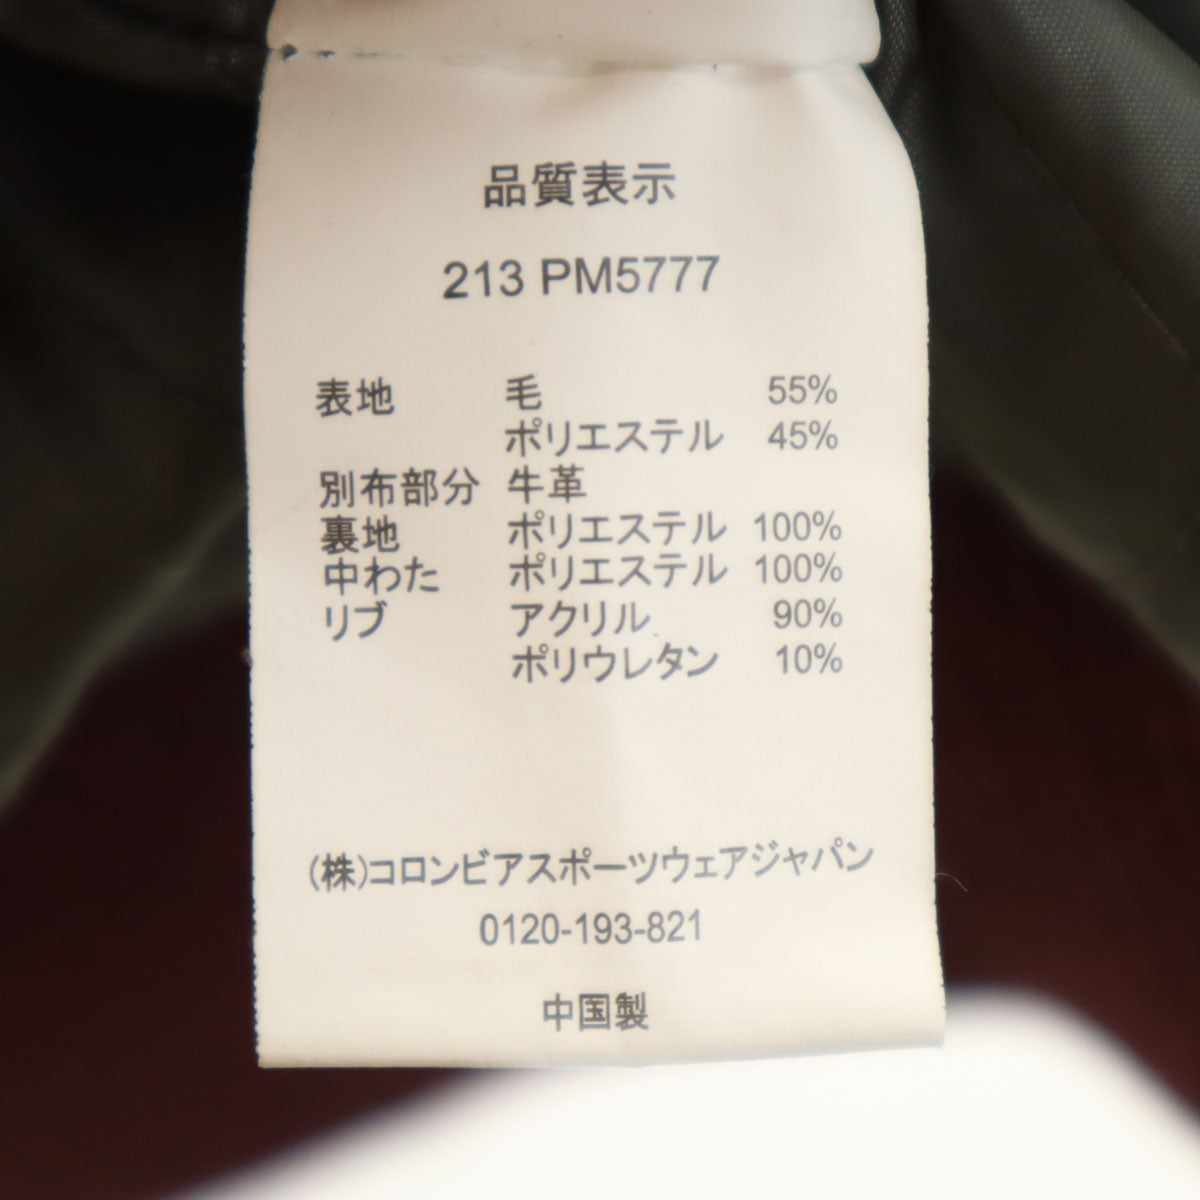 品質表示
213 PM5777
表地 毛 55%
ポリエステル 45%
別布部分 牛革
裏地 ポリエステル 100%
中わた ポリエステル 100%
リブ アクリル 90%
ポリウレタン 10%
(株)コロンビアスポーツウェアジャパン
0120-193-821
中国製